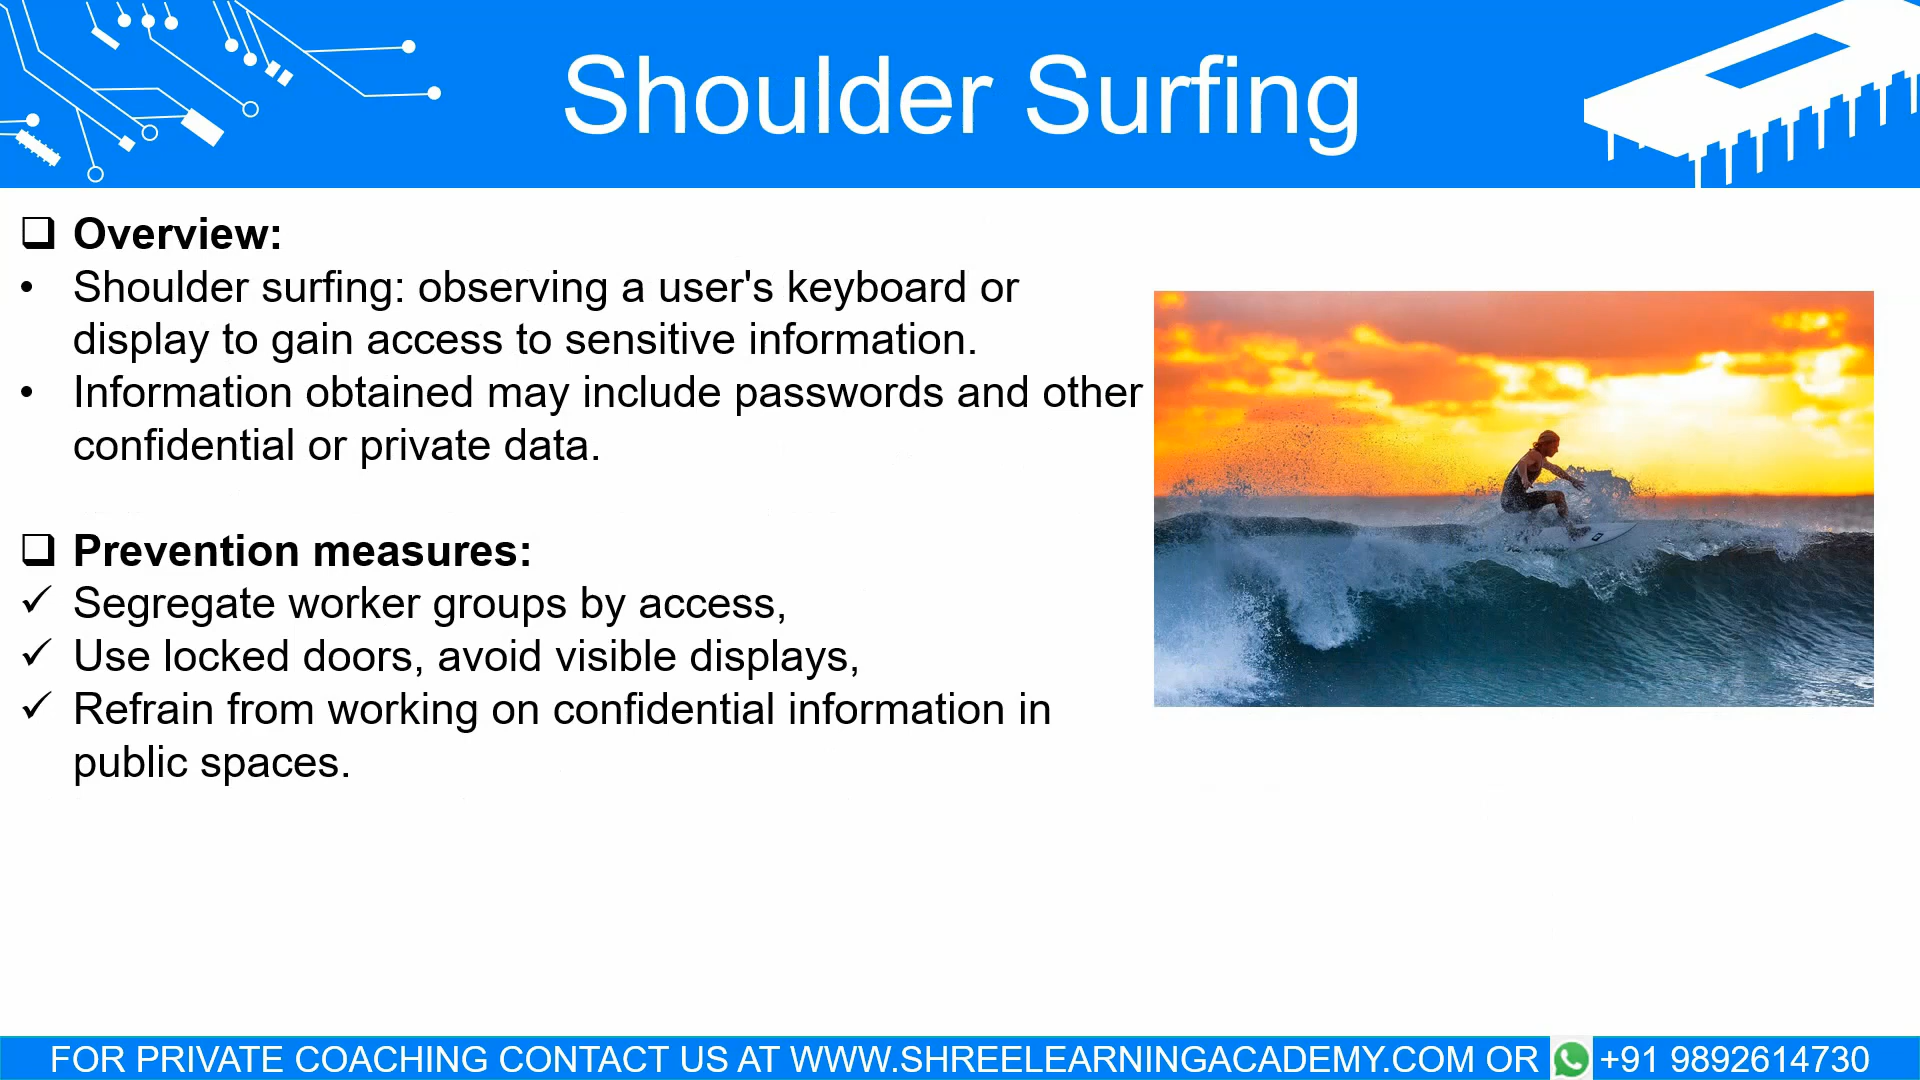 Shoulder Surfing
Overview:
• Shoulder surfing: observing a user's keyboard or
display to gain access to sensitive information.
• Information obtained may include passwords and other
confidential or private data.
Prevention measures:
✓ Segregate worker groups by access,
✓ Use locked doors, avoid visible displays,
✓ Refrain from working on confidential information in
public spaces.
FOR PRIVATE COACHING CONTACT US AT WWW.SHREELEARNINGACADEMY.COM OR +91 9892614730